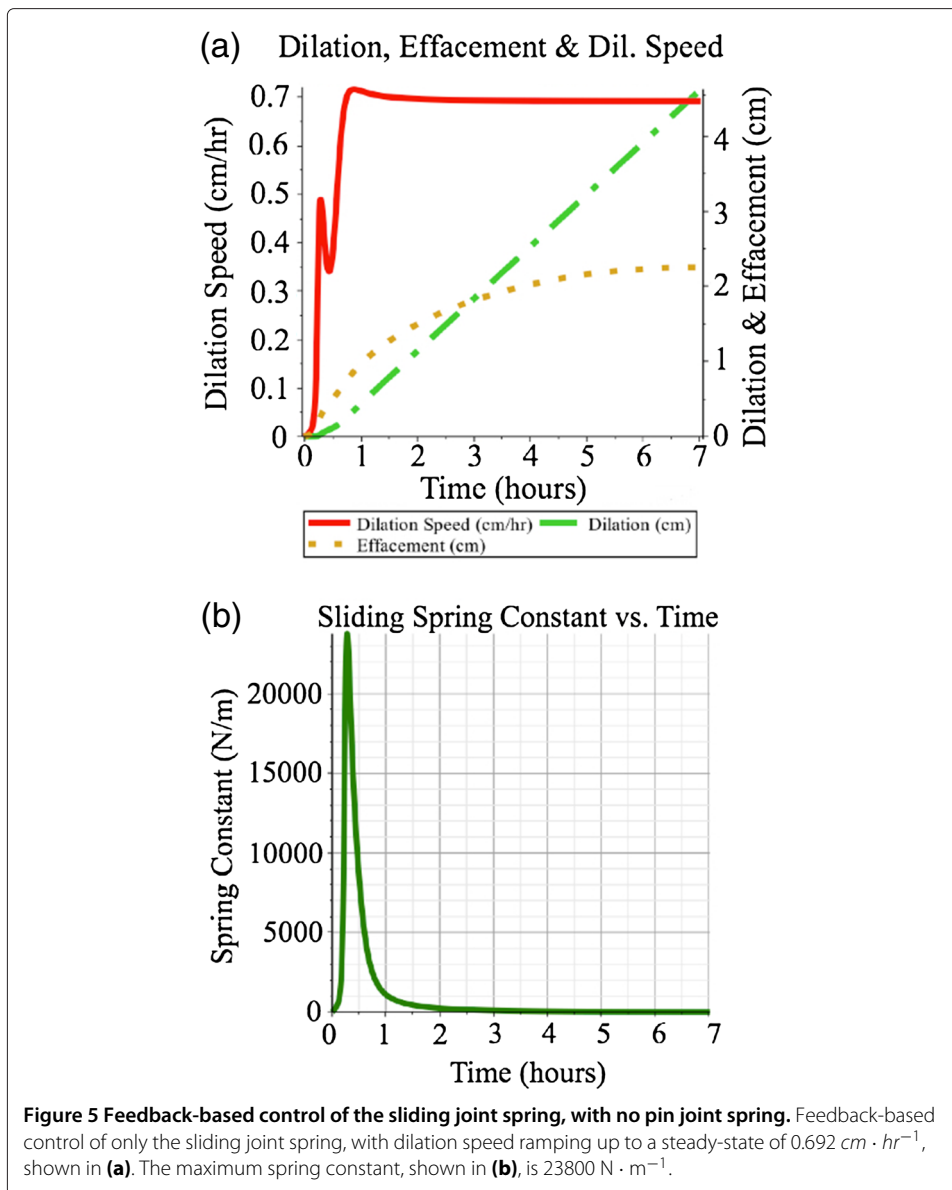 (a) Dilation, Effacement & Dil. Speed
Dilation Speed (cm/hr)
0.7
0.6
0.5
0.4
0.3
0.2
0.1
0
Dilation & Effacement (cm)
4
3
2
1
0
0 1 2 3 4 5 6 7
Time (hours)
Dilation Speed (cm/hr) Dilation (cm)
Effacement (cm)
(b) Sliding Spring Constant vs. Time
Spring Constant (N/m)
20000
15000
10000
5000
0
0 1 2 3 4 5 6 7
Time (hours)
Figure 5 Feedback-based control of the sliding joint spring, with no pin joint spring. Feedback-based
control of only the sliding joint spring, with dilation speed ramping up to a steady-state of 0.692 cm · hr⁻¹,
shown in (a). The maximum spring constant, shown in (b), is 23800 N · m⁻¹.